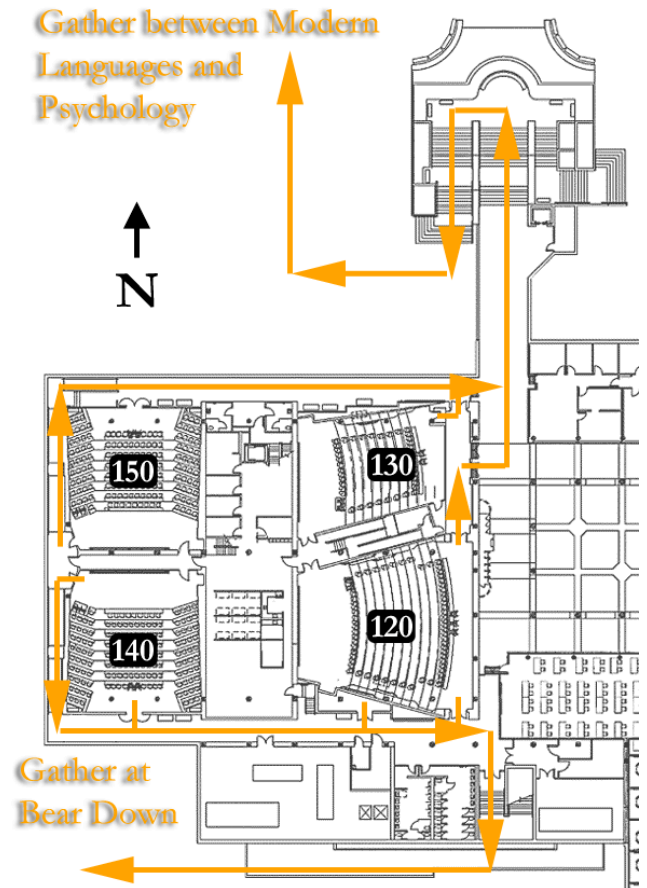 Gather between Modern
Languages and
Psychology
N
150
130
140
120
Gather at
Bear Down